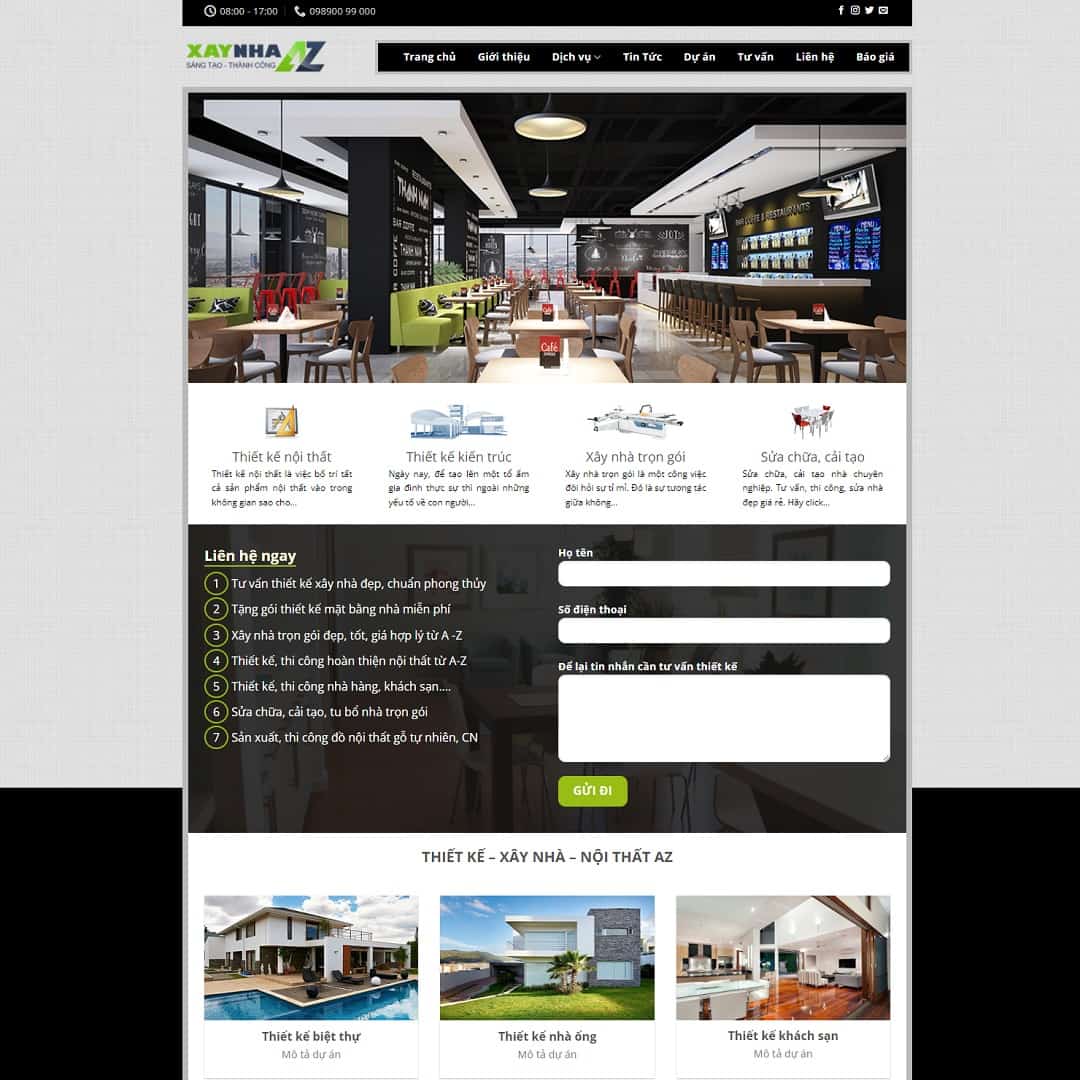 08:00 - 17:00
098900 99 000
XAYNHA AZ
SÁNG TẠO - THÀNH CÔNG
Trang chủ Giới thiệu Dịch vụ Tin Tức Dự án Tư vấn Liên hệ Báo giá
RESTAURANTS
THANH NAM
BAR COFFE
BAR COFFE & RESTAURANTS
MENU
MENU
Café
Thiết kế nội thất
Thiết kế nội thất là việc bố trí tất
cả sản phẩm nội thất vào trong
không gian sao cho...
Thiết kế kiến trúc
Ngày nay, để tạo lên một tổ ấm
gia đình thực sự thì ngoài những
yếu tố về con người...
Xây nhà trọn gói
Xây nhà trọn gói là một công việc
đòi hỏi sự tỉ mỉ. Đó là sự tương tác
giữa không...
Sửa chữa, cải tạo
Sửa chữa, cải tạo nhà chuyên
nghiệp. Tư vấn, thi công, sửa nhà
đẹp giá rẻ. Hãy click...
Liên hệ ngay
1 Tư vấn thiết kế xây nhà đẹp, chuẩn phong thủy
2 Tặng gói thiết kế mặt bằng nhà miễn phí
3 Xây nhà trọn gói đẹp, tốt, giá hợp lý từ A -Z
4 Thiết kế, thi công hoàn thiện nội thất từ A-Z
5 Thiết kế, thi công nhà hàng, khách sạn....
6 Sửa chữa, cải tạo, tu bổ nhà trọn gói
7 Sản xuất, thi công đồ nội thất gỗ tự nhiên, CN
Họ tên
Số điện thoại
Để lại tin nhắn cần tư vấn thiết kế
GỬI ĐI
THIẾT KẾ – XÂY NHÀ – NỘI THẤT AZ
Thiết kế biệt thự
Mô tả dự án
Thiết kế nhà ống
Mô tả dự án
Thiết kế khách sạn
Mô tả dự án